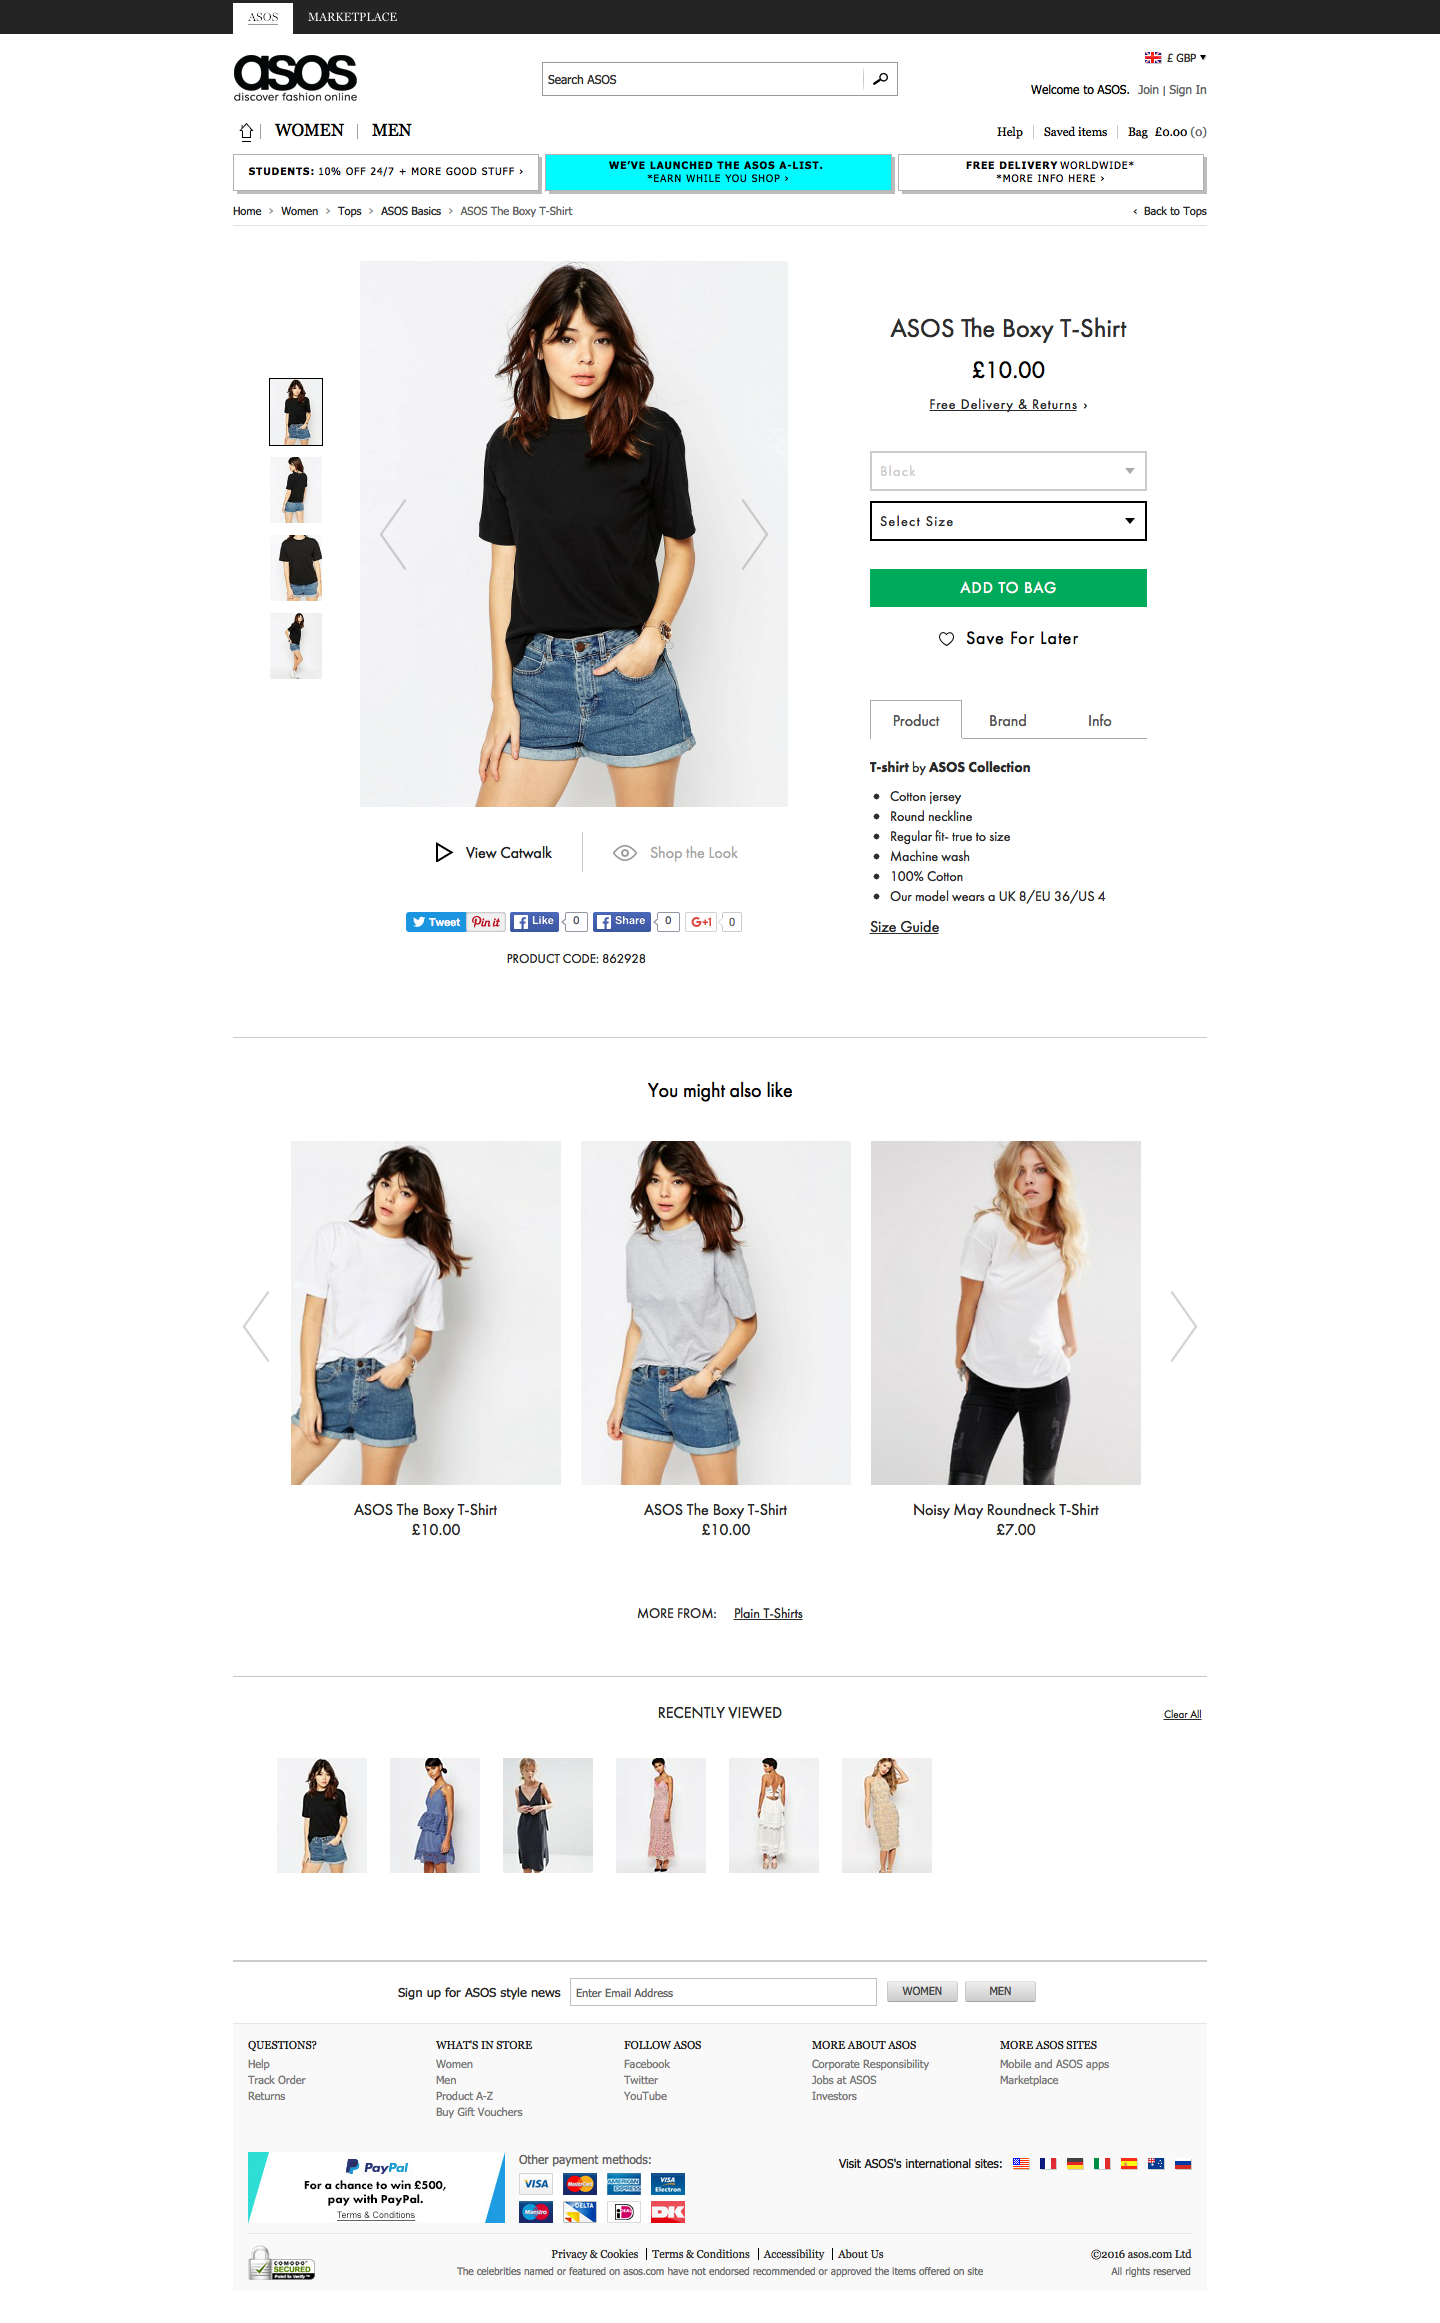 ASOS
MARKETPLACE
asos
discover fashion online
Search ASOS
£ GBP
Welcome to ASOS. Join | Sign In
WOMEN
MEN
Help
Saved items
Bag £0.00 (0)
STUDENTS: 10% OFF 24/7 + MORE GOOD STUFF ›
WE'VE LAUNCHED THE ASOS A-LIST.
*EARN WHILE YOU SHOP ›
FREE DELIVERY WORLDWIDE*
*MORE INFO HERE ›
Home › Women › Tops › ASOS Basics › ASOS The Boxy T-Shirt
‹ Back to Tops
ASOS The Boxy T-Shirt
£10.00
Free Delivery & Returns ›
Black
Select Size
ADD TO BAG
Save For Later
Product
Brand
Info
T-shirt by ASOS Collection
• Cotton jersey
• Round neckline
• Regular fit- true to size
• Machine wash
• 100% Cotton
• Our model wears a UK 8/EU 36/US 4
Size Guide
View Catwalk
Shop the Look
Tweet
Pin it
Like 0
Share 0
G+1 0
PRODUCT CODE: 862928
You might also like
ASOS The Boxy T-Shirt
£10.00
ASOS The Boxy T-Shirt
£10.00
Noisy May Roundneck T-Shirt
£7.00
MORE FROM: Plain T-Shirts
RECENTLY VIEWED
Clear All
Sign up for ASOS style news
Enter Email Address
WOMEN
MEN
QUESTIONS?
Help
Track Order
Returns
WHAT'S IN STORE
Women
Men
Product A-Z
Buy Gift Vouchers
FOLLOW ASOS
Facebook
Twitter
YouTube
MORE ABOUT ASOS
Corporate Responsibility
Jobs at ASOS
Investors
MORE ASOS SITES
Mobile and ASOS apps
Marketplace
PayPal
For a chance to win £500,
pay with PayPal.
Terms & Conditions
Other payment methods:
VISA
MasterCard
AMERICAN EXPRESS
VISA Electron
Maestro
DELTA
iDEAL
DK
Visit ASOS's international sites:
COMODO
SECURED
Point to Verify
Privacy & Cookies | Terms & Conditions | Accessibility | About Us
The celebrities named or featured on asos.com have not endorsed recommended or approved the items offered on site
©2016 asos.com Ltd
All rights reserved